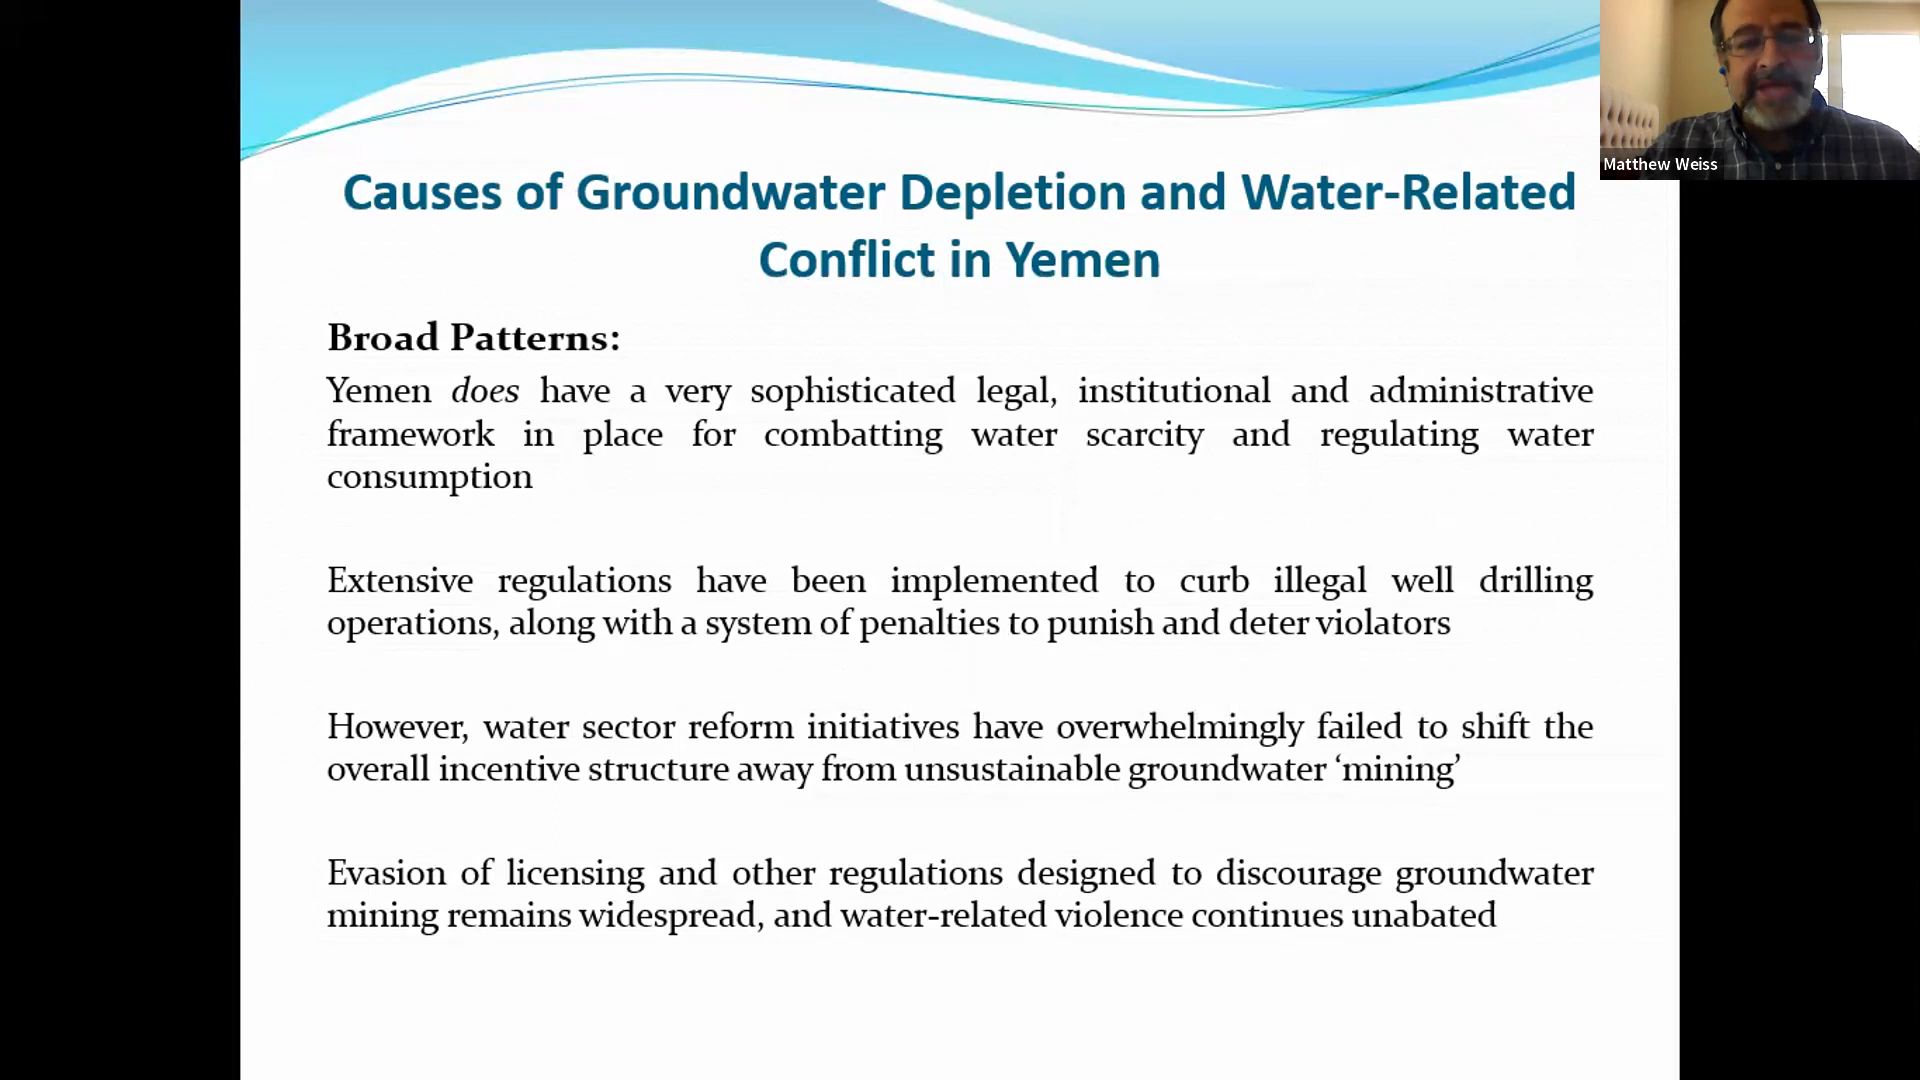 Matthew Weiss
Causes of Groundwater Depletion and Water-Related
Conflict in Yemen
Broad Patterns:
Yemen does have a very sophisticated legal, institutional and administrative
framework in place for combatting water scarcity and regulating water
consumption
Extensive regulations have been implemented to curb illegal well drilling
operations, along with a system of penalties to punish and deter violators
However, water sector reform initiatives have overwhelmingly failed to shift the
overall incentive structure away from unsustainable groundwater ‘mining’
Evasion of licensing and other regulations designed to discourage groundwater
mining remains widespread, and water-related violence continues unabated